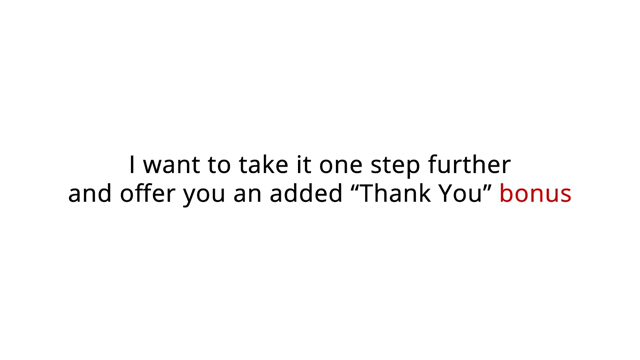 I want to take it one step further
and offer you an added “Thank You” bonus